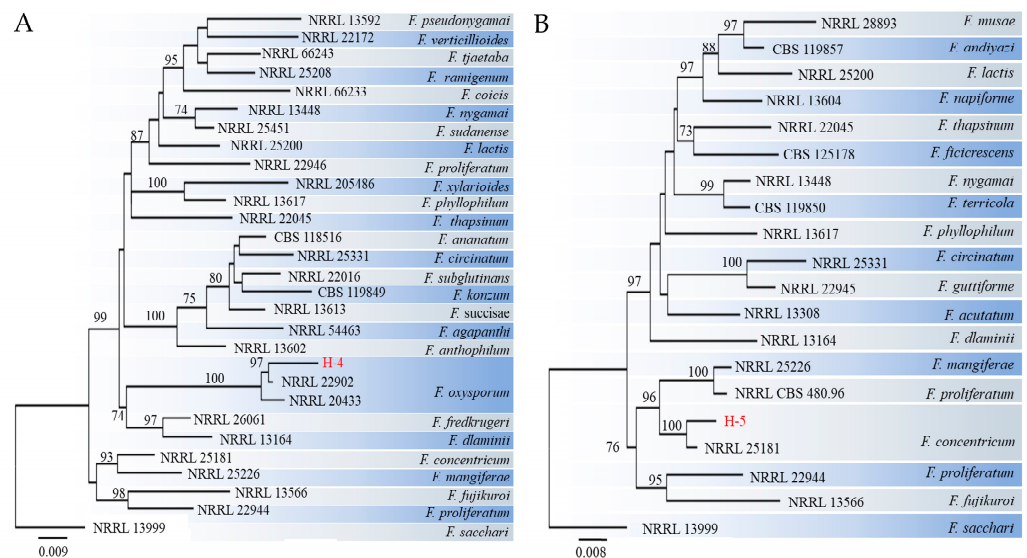 A
NRRL 13592 F. pseudonygamai
NRRL 22172 F. verticillioides
NRRL 66243 F. tjaetaba
95
NRRL 25208 F. ramigenum
NRRL 66233 F. coicis
74 NRRL 13448 F. nygamai
NRRL 25451 F. sudanense
87
NRRL 25200 F. lactis
NRRL 22946 F. proliferatum
100 NRRL 205486 F. xylarioides
NRRL 13617 F. phyllophilum
NRRL 22045 F. thapsinum
CBS 118516 F. ananatum
NRRL 25331 F. circinatum
80 NRRL 22016 F. subglutinans
CBS 119849 F. konzum
75
NRRL 13613 F. succisae
99 100 NRRL 54463 F. agapanthi
NRRL 13602 F. anthophilum
97 H-4
100 NRRL 22902 F. oxysporum
NRRL 20433
74
97 NRRL 26061 F. fredkrugeri
NRRL 13164 F. dlaminii
93 NRRL 25181 F. concentricum
NRRL 25226 F. mangiferae
98 NRRL 13566 F. fujikuroi
NRRL 22944 F. proliferatum
NRRL 13999 F. sacchari
0.009
B
97 NRRL 28893 F. musae
88 CBS 119857 F. andiyazi
97 NRRL 25200 F. lactis
NRRL 13604 F. napiforme
73 NRRL 22045 F. thapsinum
CBS 125178 F. ficicrescens
99 NRRL 13448 F. nygamai
CBS 119850 F. terricola
NRRL 13617 F. phyllophilum
100 NRRL 25331 F. circinatum
97 NRRL 22945 F. guttiforme
NRRL 13308 F. acutatum
NRRL 13164 F. dlaminii
100 NRRL 25226 F. mangiferae
NRRL CBS 480.96 F. proliferatum
96
100 H-5
76 NRRL 25181 F. concentricum
95 NRRL 22944 F. proliferatum
NRRL 13566 F. fujikuroi
NRRL 13999 F. sacchari
0.008